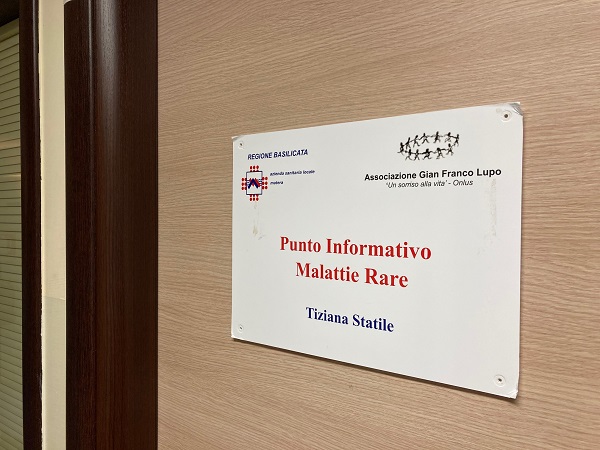 REGIONE BASILICATA
azienda sanitaria locale
matera
Associazione Gian Franco Lupo
"Un sorriso alla vita" - Onlus
Punto Informativo
Malattie Rare
Tiziana Statile